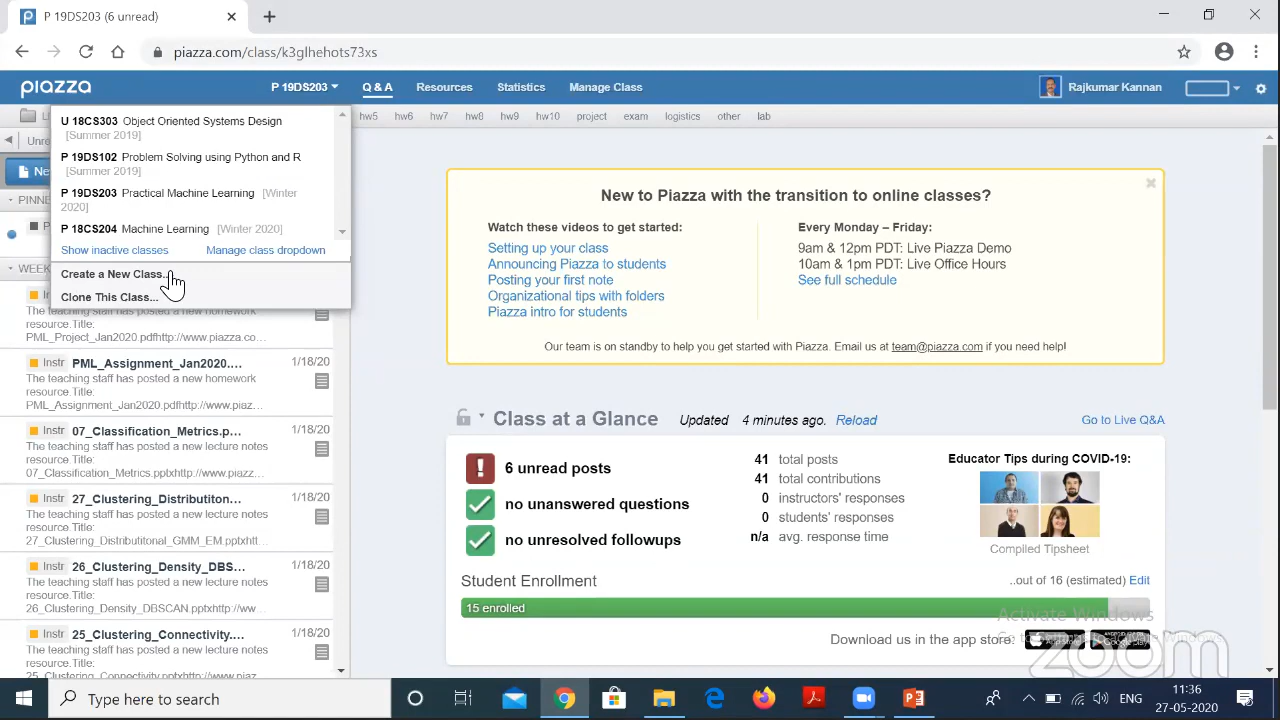 P 19DS203 (6 unread)
piazza.com/class/k3glhehots73xs
piazza
P 19DS203
Q & A
Resources
Statistics
Manage Class
Rajkumar Kannan
hw5 hw6 hw7 hw8 hw9 hw10 project exam logistics other lab
U 18CS303 Object Oriented Systems Design
[Summer 2019]
P 19DS102 Problem Solving using Python and R
[Summer 2019]
P 19DS203 Practical Machine Learning [Winter
2020]
P 18CS204 Machine Learning [Winter 2020]
Show inactive classes
Manage class dropdown
Create a New Class...
Clone This Class...
The teaching staff has posted a new homework
resource.Title:
PML_Project_Jan2020.pdfhttp://www.piazza.co...
Instr PML_Assignment_Jan2020.... 1/18/20
The teaching staff has posted a new homework
resource.Title:
PML_Assignment_Jan2020.pdfhttp://www.piaz...
Instr 07_Classification_Metrics.p... 1/18/20
The teaching staff has posted a new lecture notes
resource.Title:
07_Classification_Metrics.pptxhttp://www.piaz...
Instr 27_Clustering_Distributiton... 1/18/20
The teaching staff has posted a new lecture notes
resource.Title:
27_Clustering_Distributitonal_GMM_EM.pptxhtt...
Instr 26_Clustering_Density_DBS... 1/18/20
The teaching staff has posted a new lecture notes
resource.Title:
26_Clustering_Density_DBSCAN.pptxhttp://ww...
Instr 25_Clustering_Connectivity.... 1/18/20
The teaching staff has posted a new lecture notes
resource.Title:
25_Clustering_Connectivity.pptxhttp://www.piaz...
New to Piazza with the transition to online classes?
Watch these videos to get started:
Setting up your class
Announcing Piazza to students
Posting your first note
Organizational tips with folders
Piazza intro for students
Every Monday – Friday:
9am & 12pm PDT: Live Piazza Demo
10am & 1pm PDT: Live Office Hours
See full schedule
Our team is on standby to help you get started with Piazza. Email us at team@piazza.com if you need help!
Class at a Glance Updated 4 minutes ago. Reload
Go to Live Q&A
6 unread posts
no unanswered questions
no unresolved followups
41 total posts
41 total contributions
0 instructors' responses
0 students' responses
n/a avg. response time
Educator Tips during COVID-19:
Compiled Tipsheet
Student Enrollment
..out of 16 (estimated) Edit
15 enrolled
Activate Windows
Download us in the app store
zoom
Type here to search
ENG
11:36
27-05-2020